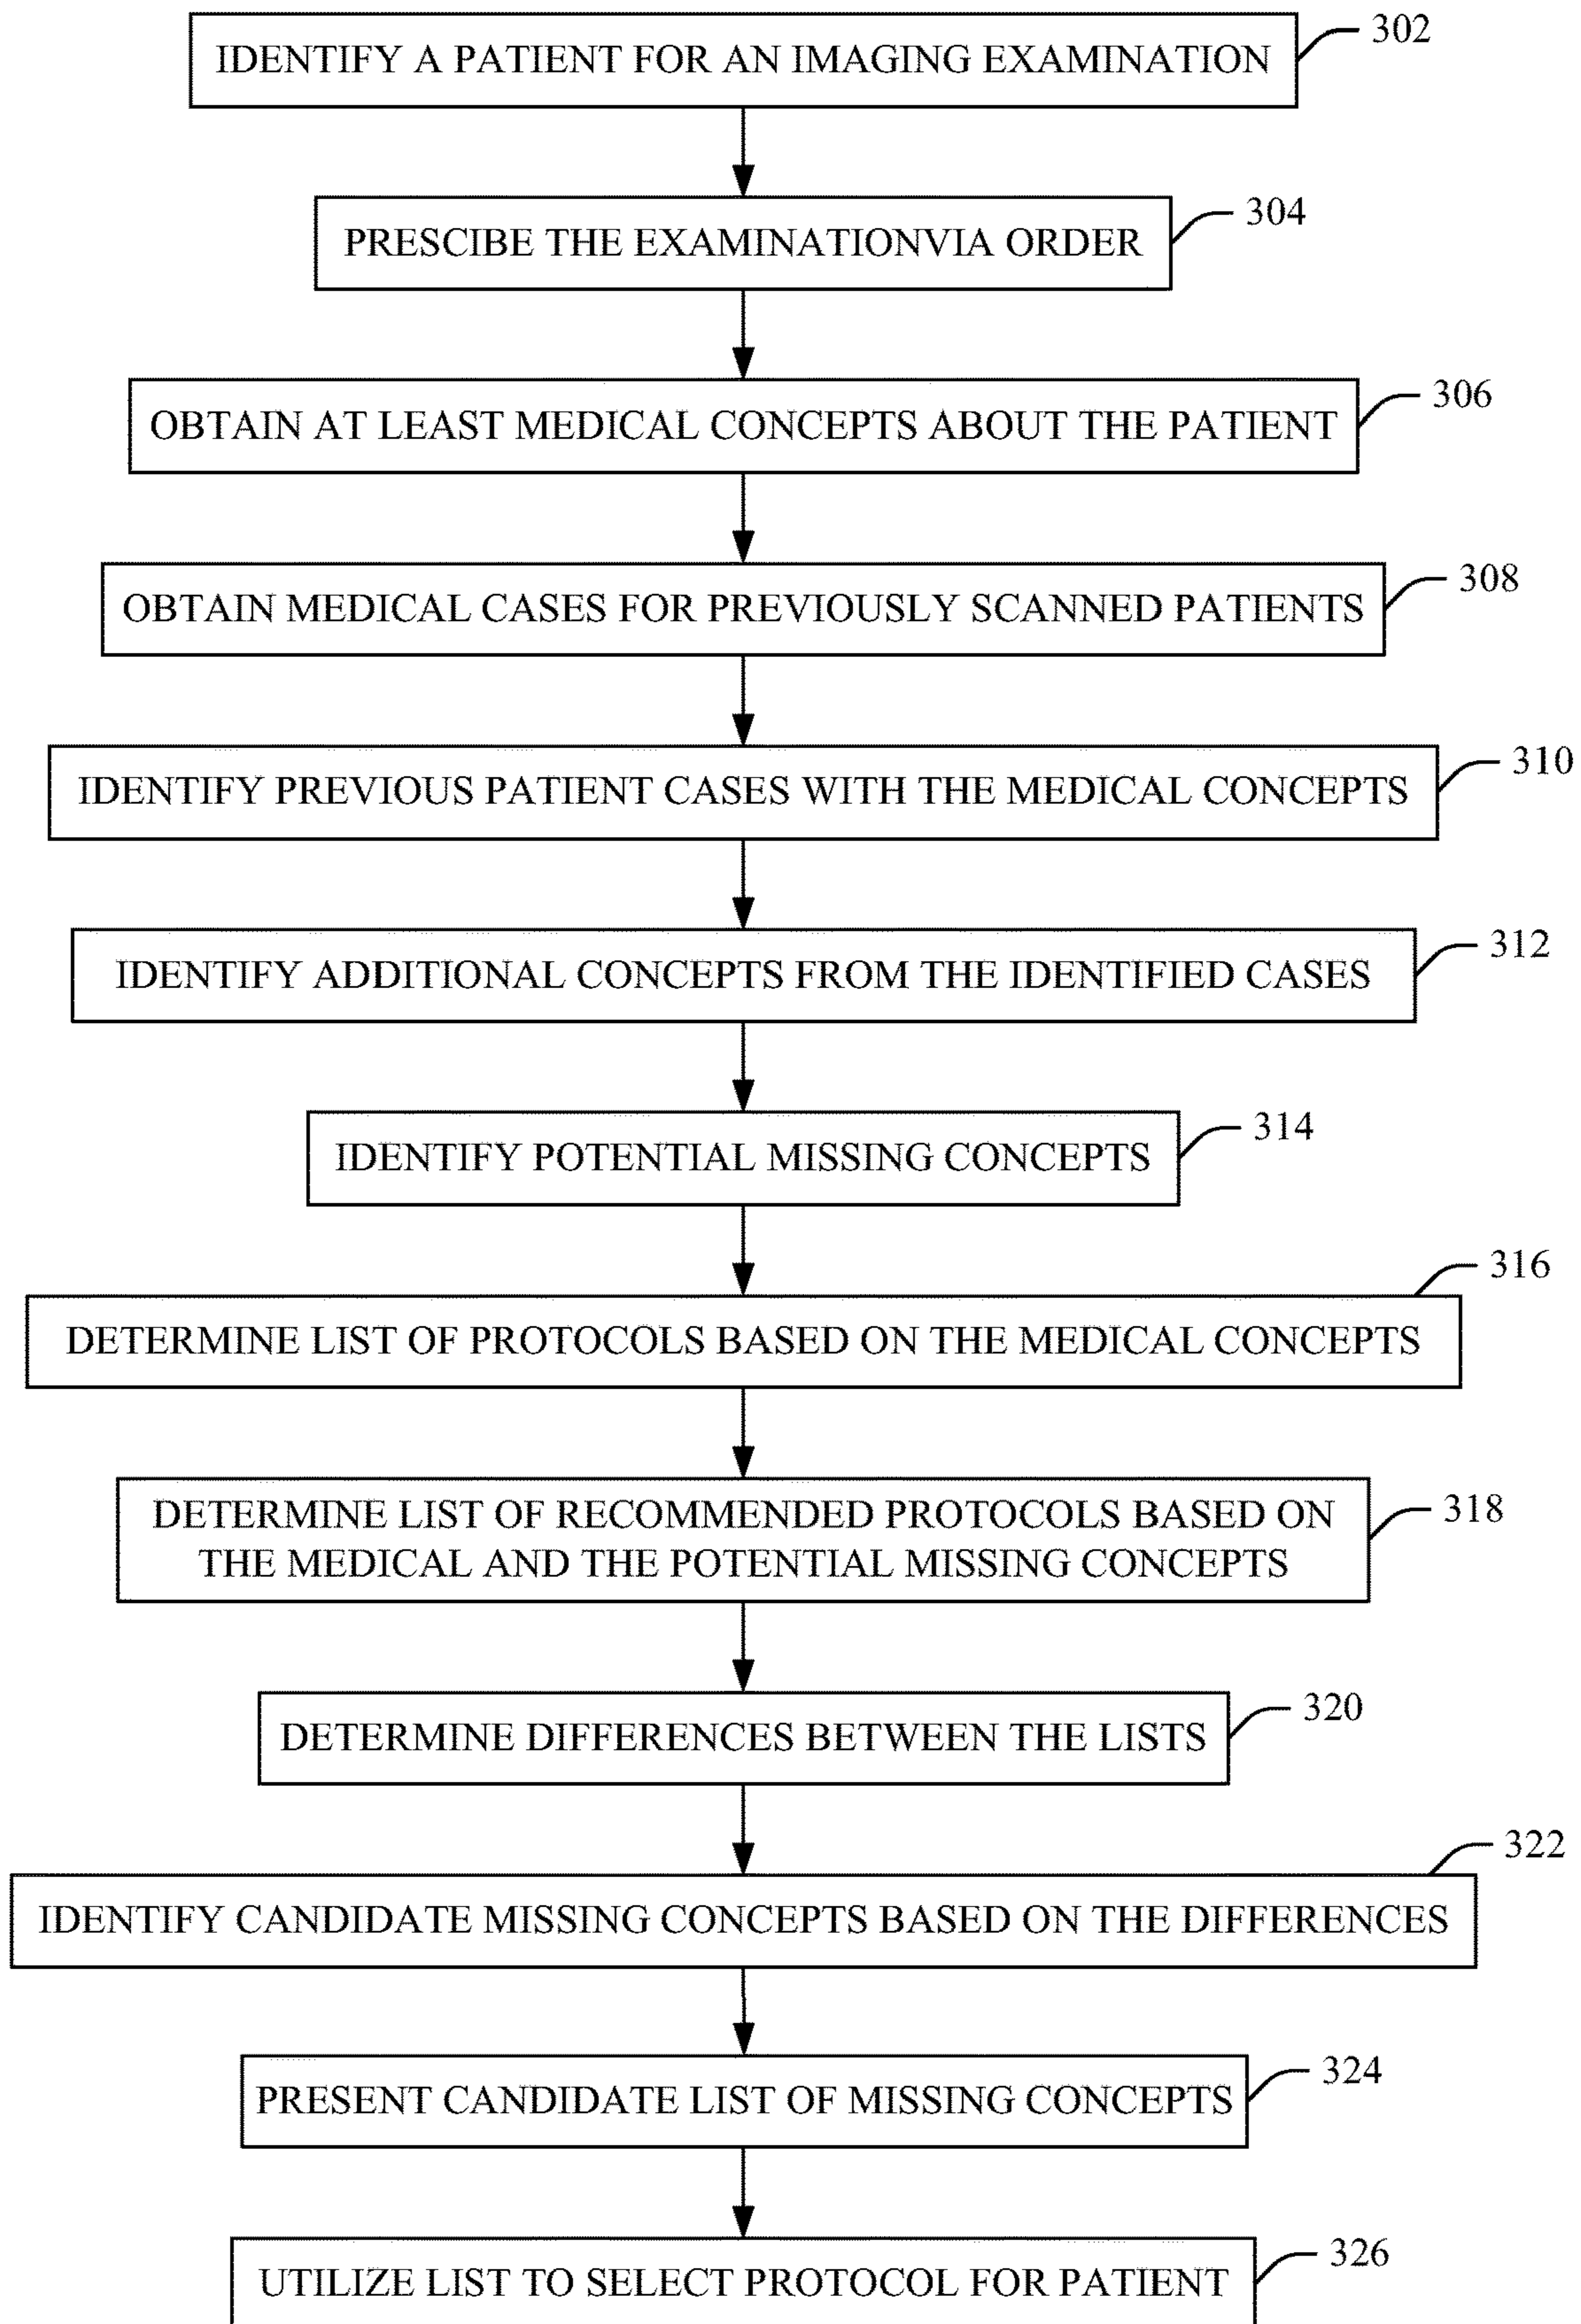 IDENTIFY A PATIENT FOR AN IMAGING EXAMINATION
302
PRESCIBE THE EXAMINATIONVIA ORDER
304
OBTAIN AT LEAST MEDICAL CONCEPTS ABOUT THE PATIENT
306
OBTAIN MEDICAL CASES FOR PREVIOUSLY SCANNED PATIENTS
308
IDENTIFY PREVIOUS PATIENT CASES WITH THE MEDICAL CONCEPTS
310
IDENTIFY ADDITIONAL CONCEPTS FROM THE IDENTIFIED CASES
312
IDENTIFY POTENTIAL MISSING CONCEPTS
314
DETERMINE LIST OF PROTOCOLS BASED ON THE MEDICAL CONCEPTS
316
DETERMINE LIST OF RECOMMENDED PROTOCOLS BASED ON
THE MEDICAL AND THE POTENTIAL MISSING CONCEPTS
318
DETERMINE DIFFERENCES BETWEEN THE LISTS
320
IDENTIFY CANDIDATE MISSING CONCEPTS BASED ON THE DIFFERENCES
322
PRESENT CANDIDATE LIST OF MISSING CONCEPTS
324
UTILIZE LIST TO SELECT PROTOCOL FOR PATIENT
326